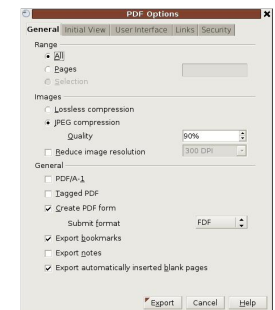 PDF Options
General Initial View User Interface Links Security
Range
All
Pages
Selection
Images
Lossless compression
JPEG compression
Quality 90%
Reduce image resolution 300 DPI
General
PDF/A-1
Tagged PDF
Create PDF form
Submit format FDF
Export bookmarks
Export notes
Export automatically inserted blank pages
Export Cancel Help